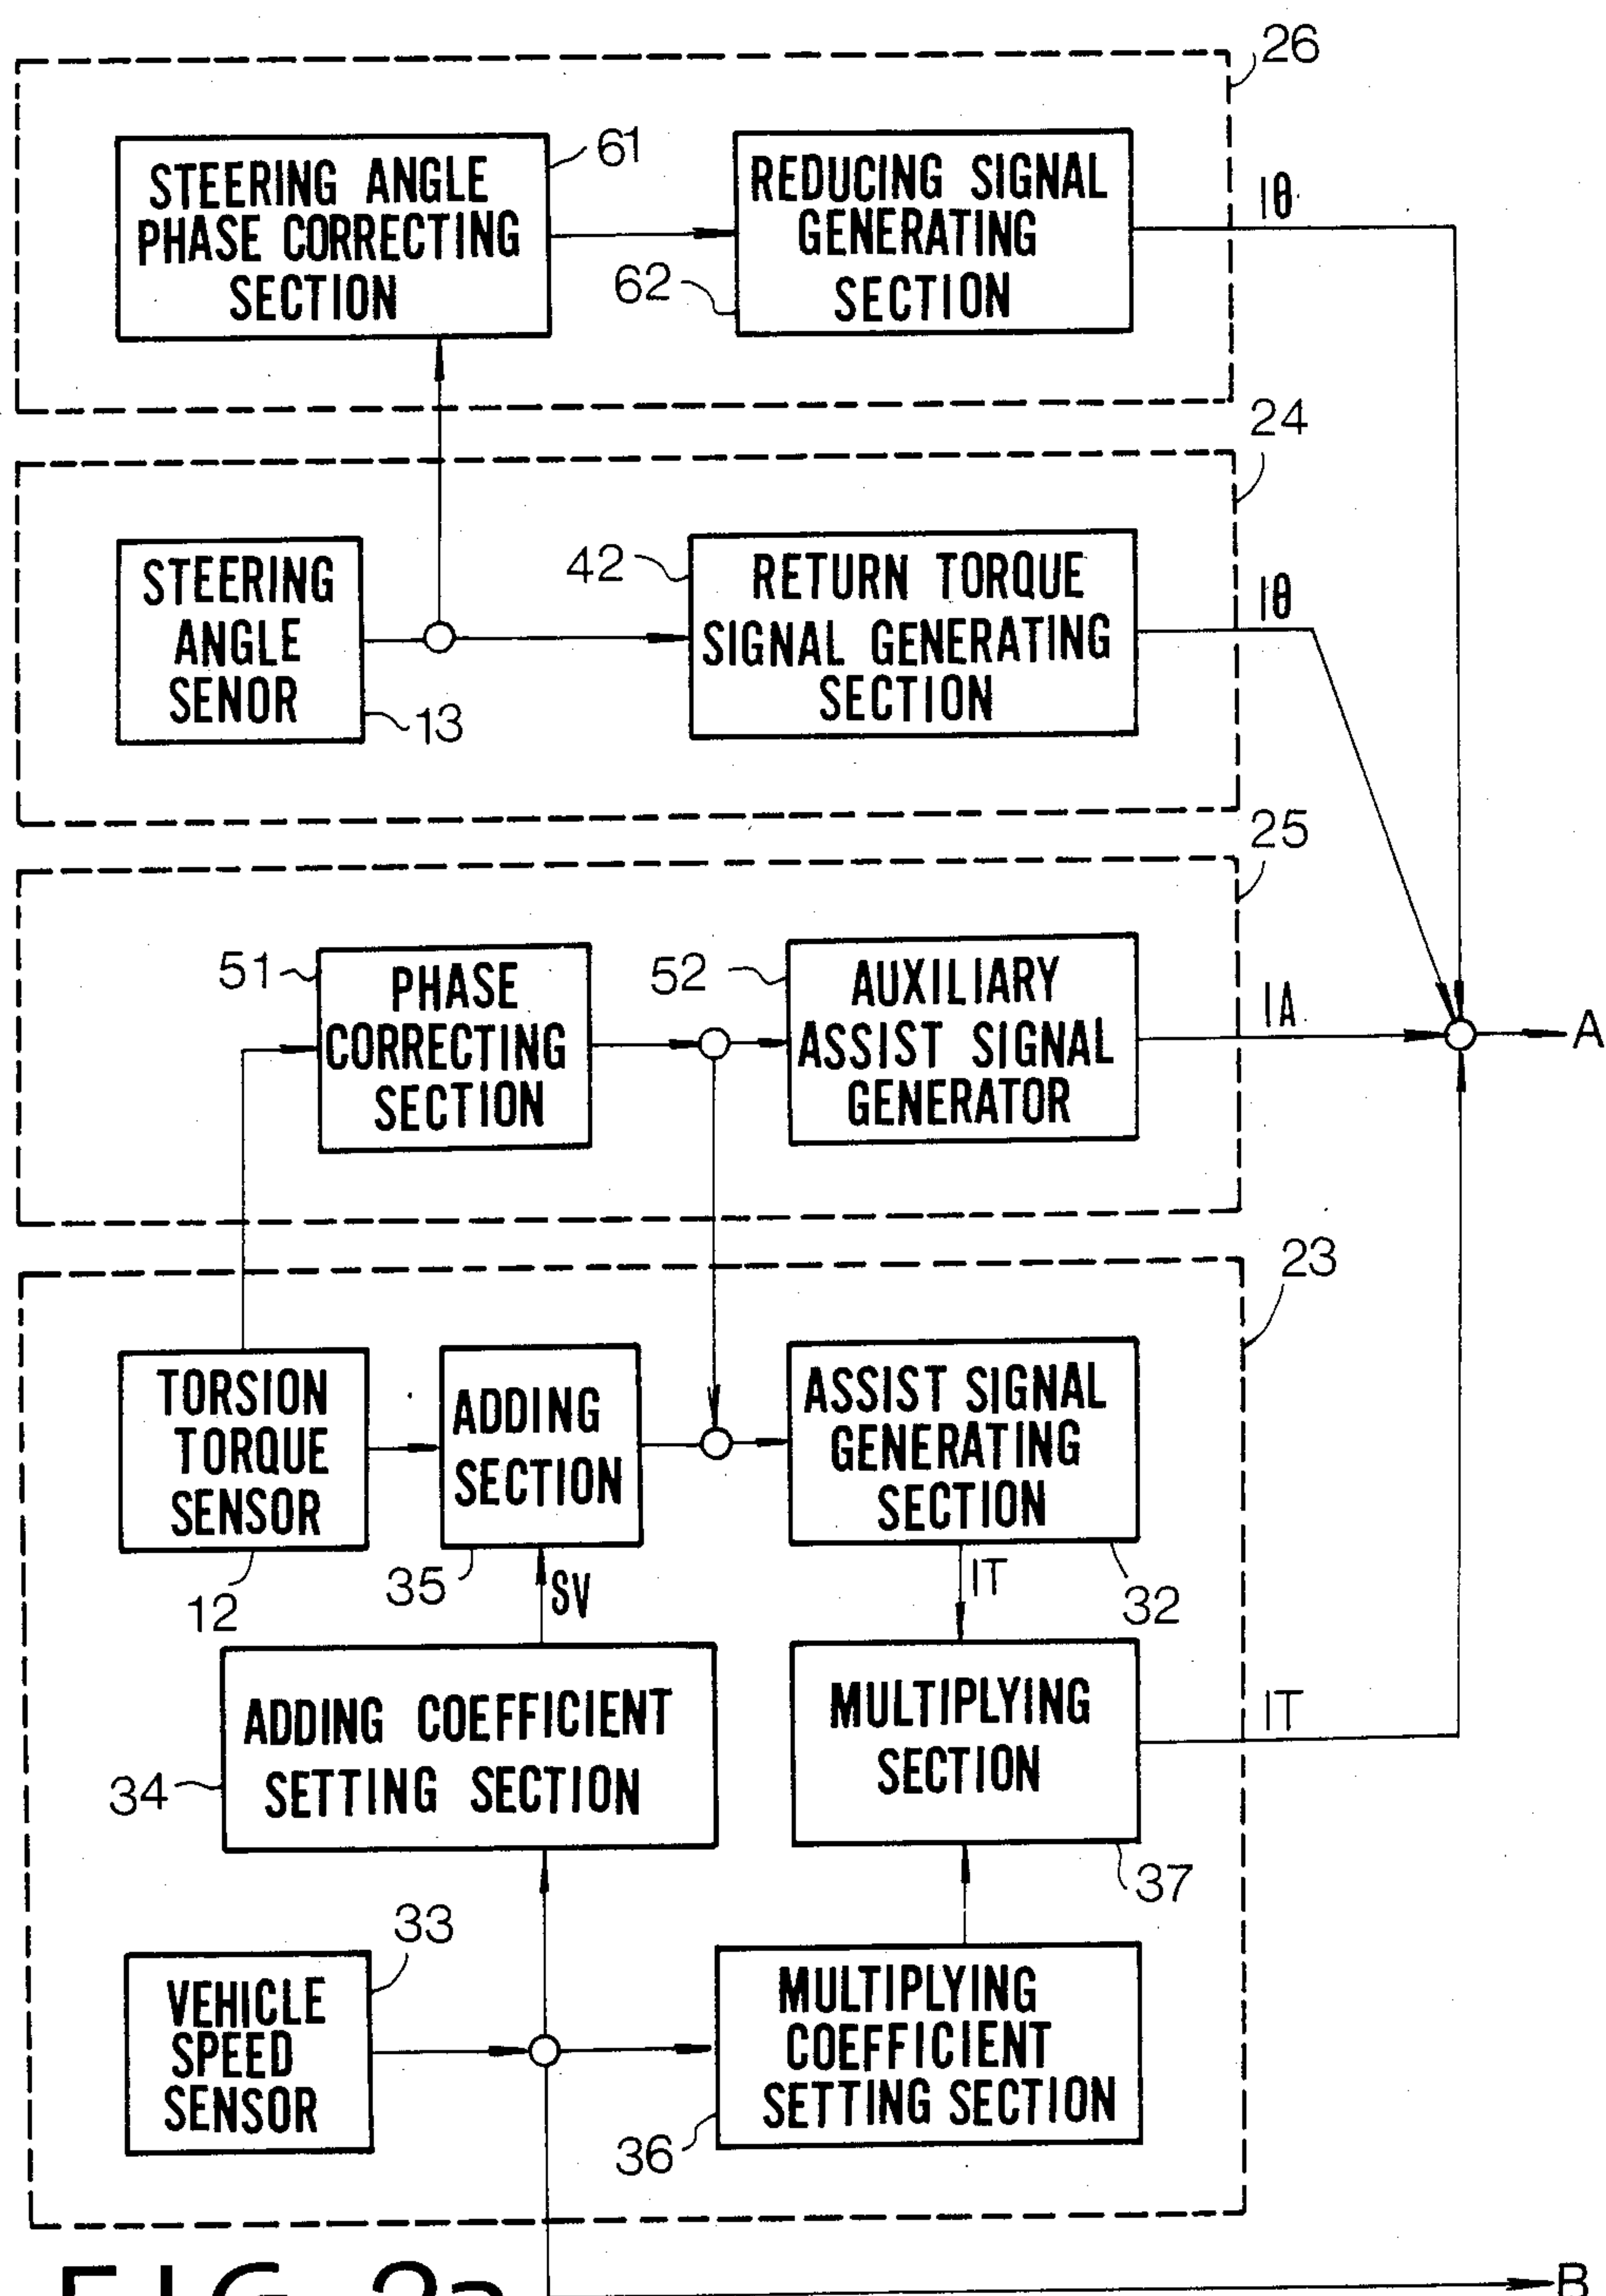 26
STEERING ANGLE
PHASE CORRECTING
SECTION
61
REDUCING SIGNAL
GENERATING
SECTION
62
Iθ
24
STEERING
ANGLE
SENOR
13
42
RETURN TORQUE
SIGNAL GENERATING
SECTION
Iθ
25
51
PHASE
CORRECTING
SECTION
52
AUXILIARY
ASSIST SIGNAL
GENERATOR
IA
A
23
TORSION
TORQUE
SENSOR
12
ADDING
SECTION
35
SV
ASSIST SIGNAL
GENERATING
SECTION
32
IT
ADDING COEFFICIENT
SETTING SECTION
34
MULTIPLYING
SECTION
37
IT
33
VEHICLE
SPEED
SENSOR
MULTIPLYING
COEFFICIENT
SETTING SECTION
36
B
FIG. 2a